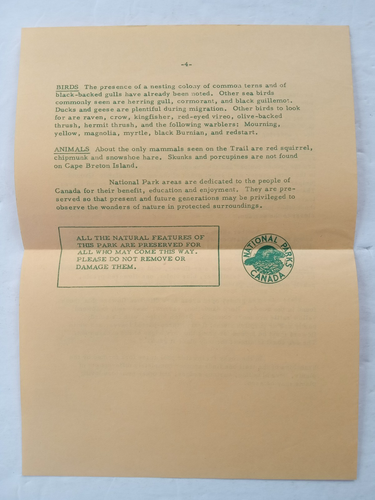 -4-
BIRDS The presence of a nesting colony of common terns and of
black-backed gulls have already been noted. Other sea birds
commonly seen are herring gull, cormorant, and black guillemot.
Ducks and geese are plentiful during migration. Other birds to look
for are raven, crow, kingfisher, red-eyed vireo, olive-backed
thrush, hermit thrush, and the following warblers: Mourning,
yellow, magnolia, myrtle, black Burnian, and redstart.
ANIMALS About the only mammals seen on the Trail are red squirrel,
chipmunk and snowshoe hare. Skunks and porcupines are not found
on Cape Breton Island.
National Park areas are dedicated to the people of
Canada for their benefit, education and enjoyment. They are pre-
served so that present and future generations may be privileged to
observe the wonders of nature in protected surroundings.
ALL THE NATURAL FEATURES OF
THIS PARK ARE PRESERVED FOR
ALL WHO MAY COME THIS WAY.
PLEASE DO NOT REMOVE OR
DAMAGE THEM.
NATIONAL PARKS
CANADA